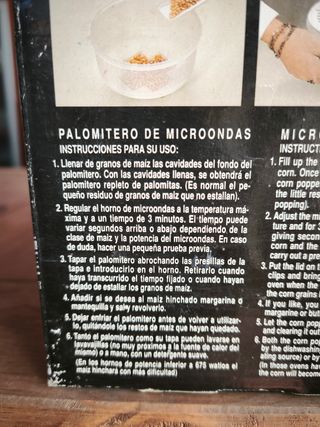 PALOMITERO DE MICROONDAS
INSTRUCCIONES PARA SU USO:
1. Llenar de granos de maíz las cavidades del fondo del
palomitero. Con las cavidades llenas, se obtendrá el
palomitero repleto de palomitas. (Es normal el pe-
queño residuo de granos de maíz que no estallan).
2. Regular el horno de microondas a la temperatura má-
xima y a un tiempo de 3 minutos. El tiempo puede
variar segundos arriba o abajo dependiendo de la
clase de maíz y la potencia del microondas. En caso
de duda, hacer una pequeña prueba previa.
3. Tapar el palomitero abrochando las presillas de la
tapa e introducirlo en el horno. Retirarlo cuando
haya transcurrido el tiempo fijado o cuando hayan
dejado de estallar los granos de maíz.
4. Añadir si se desea al maíz hinchado margarina o
mantequilla y sal y revolverlo.
5. Dejar enfriar el palomitero antes de volver a utilizar-
lo, quitándole los restos de maíz que hayan quedado.
6. Tanto el palomitero como su tapa pueden lavarse en
lavavajillas (no muy próximos a la fuente de calor del
mismo) o a mano, con un detergente suave.
(En los hornos de potencia inferior a 675 watios el
maíz hinchará con más dificultad)
MICRO
INSTRUCT
1. Fill up the
corn. Once
corn poppe
the little res
popping).
2. Adjust the m
ture and for 3
giving second
corn and the
carry out a pre
3. Put the lid on t
clips and bring
oven when the
the corn grains
4. If you like, you
margarine or but
5. Let the corn popp
and clearing it out
6. Both the corn pop
by the dishwashing
ating source) or by
(In those ovens hav
the corn will become